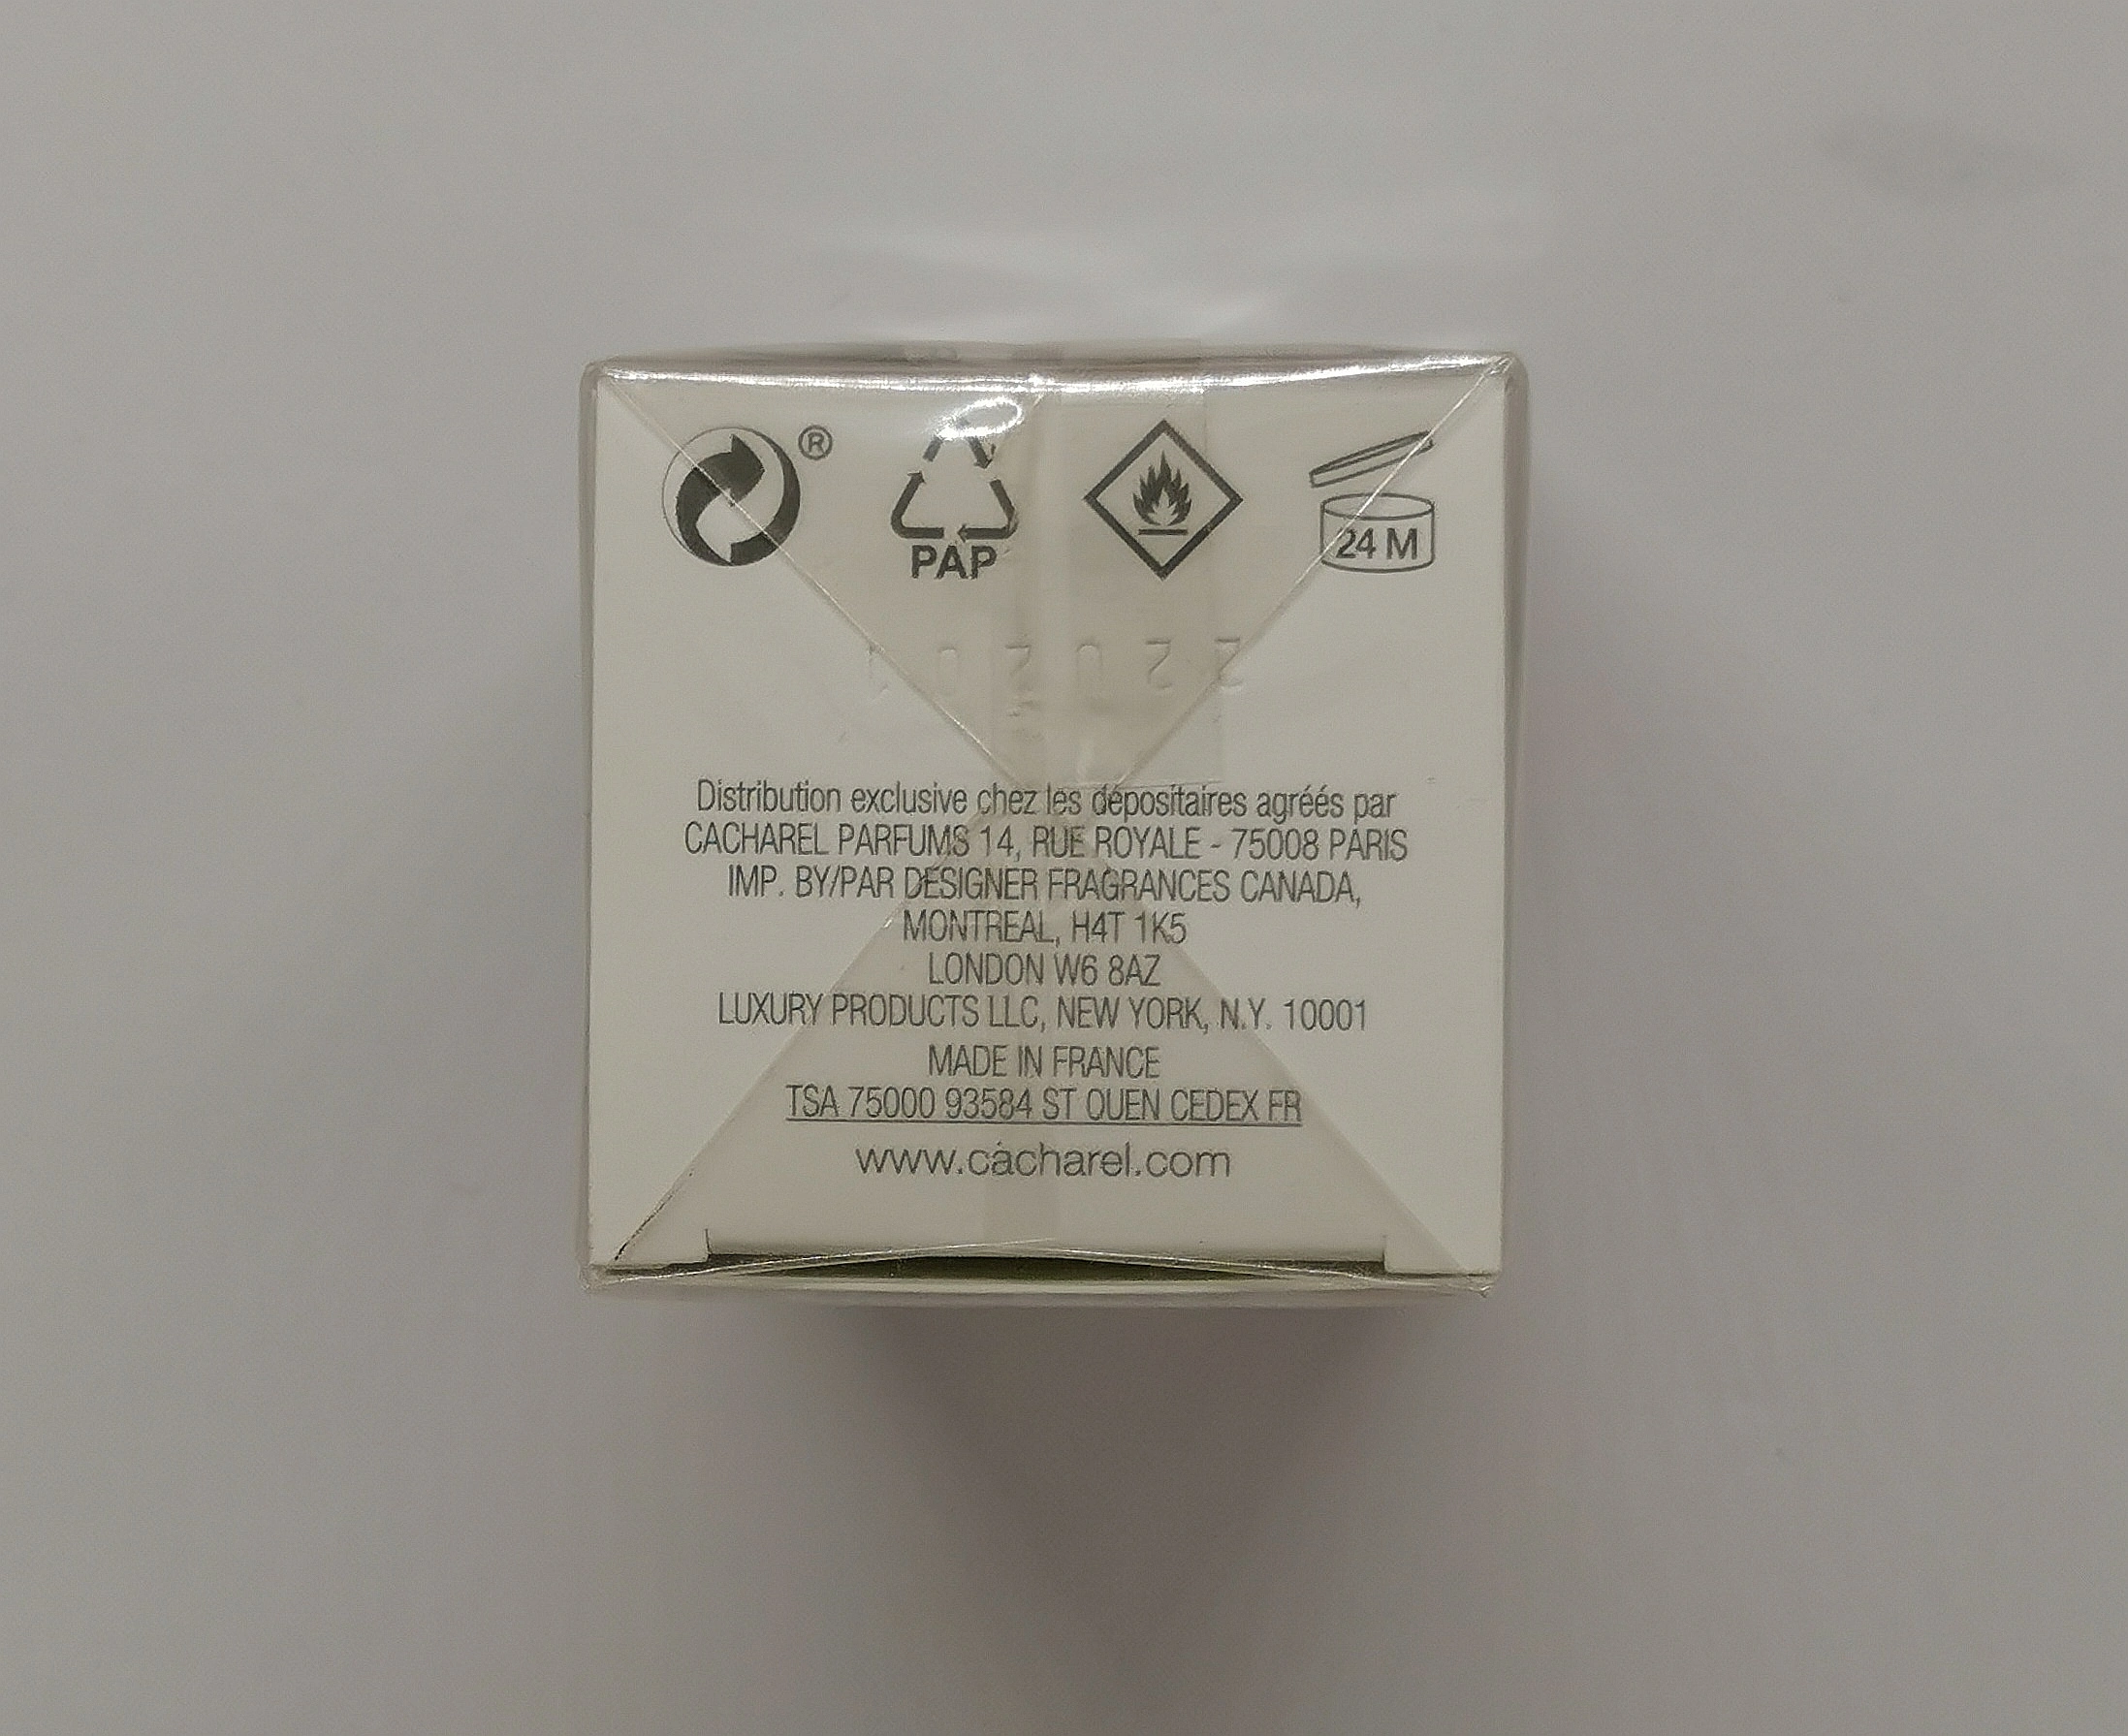 ®
PAP
24 M
Distribution exclusive chez les dépositaires agréés par
CACHAREL PARFUMS 14, RUE ROYALE - 75008 PARIS
IMP. BY/PAR DESIGNER FRAGRANCES CANADA,
MONTREAL, H4T 1K5
LONDON W6 8AZ
LUXURY PRODUCTS LLC, NEW YORK, N.Y. 10001
MADE IN FRANCE
TSA 75000 93584 ST OUEN CEDEX FR
www.cacharel.com